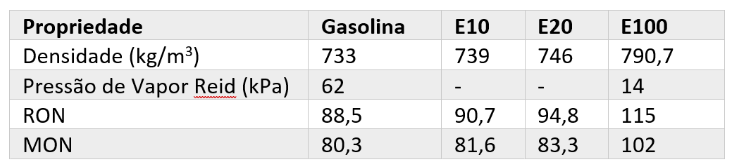 Propriedade Gasolina E10 E20 E100
Densidade (kg/m³) 733 739 746 790,7
Pressão de Vapor Reid (kPa) 62 - - 14
RON 88,5 90,7 94,8 115
MON 80,3 81,6 83,3 102